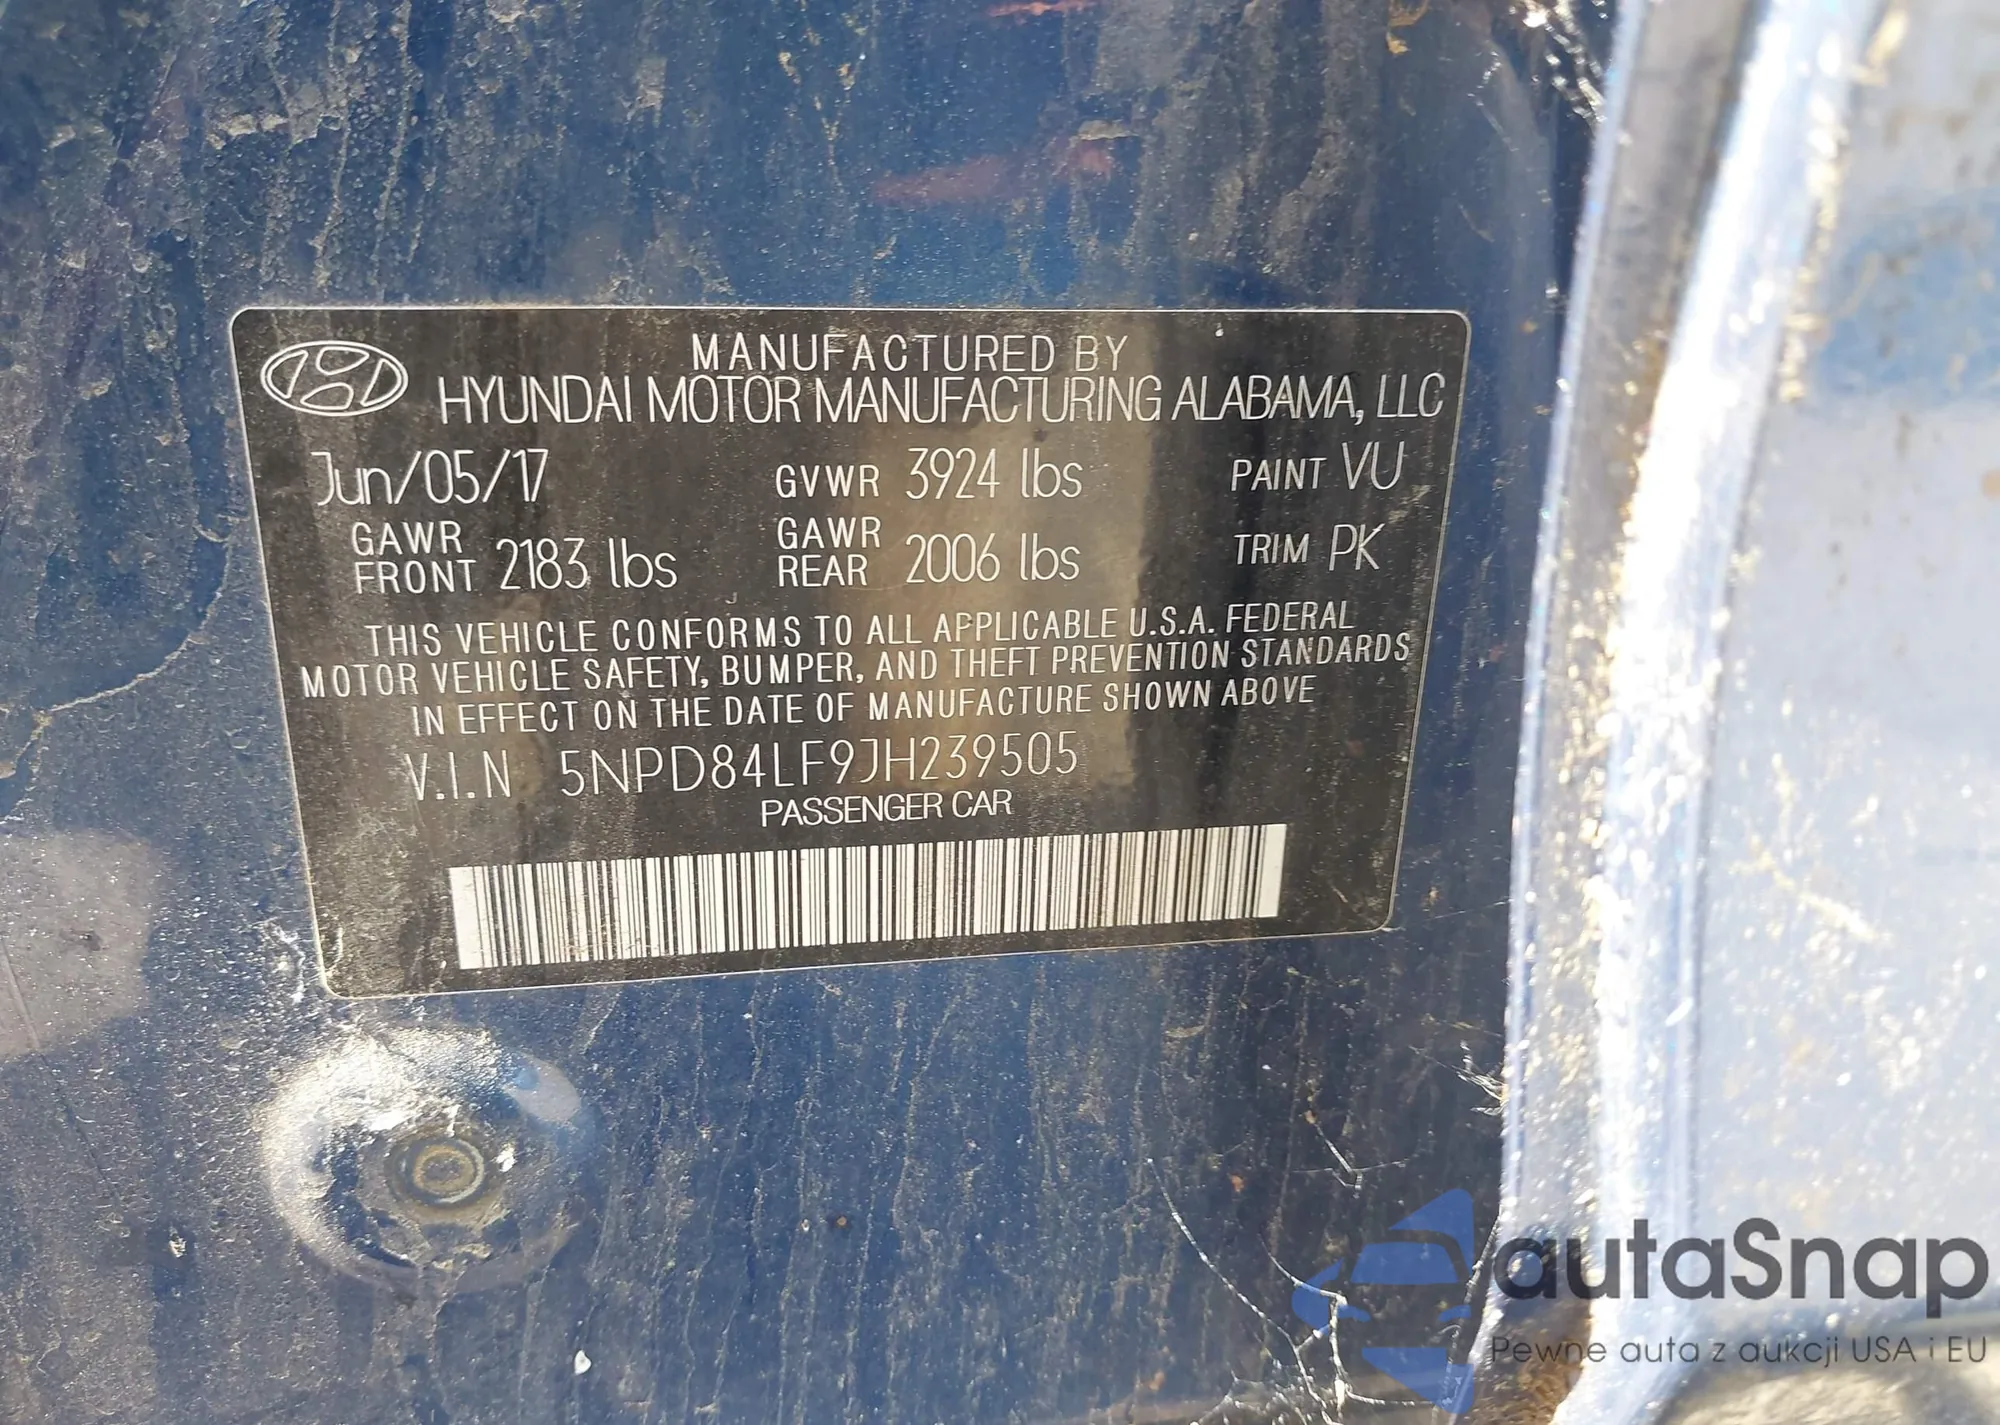 MANUFACTURED BY
HYUNDAI MOTOR MANUFACTURING ALABAMA, LLC
Jun/05/17 GVWR 3924 lbs PAINT VU
GAWR FRONT 2183 lbs GAWR REAR 2006 lbs TRIM PK
THIS VEHICLE CONFORMS TO ALL APPLICABLE U.S.A. FEDERAL
MOTOR VEHICLE SAFETY, BUMPER, AND THEFT PREVENTION STANDARDS
IN EFFECT ON THE DATE OF MANUFACTURE SHOWN ABOVE
V.I.N 5NPD84LF9JH239505
PASSENGER CAR
autaSnap
Pewne auta z aukcji USA i EU